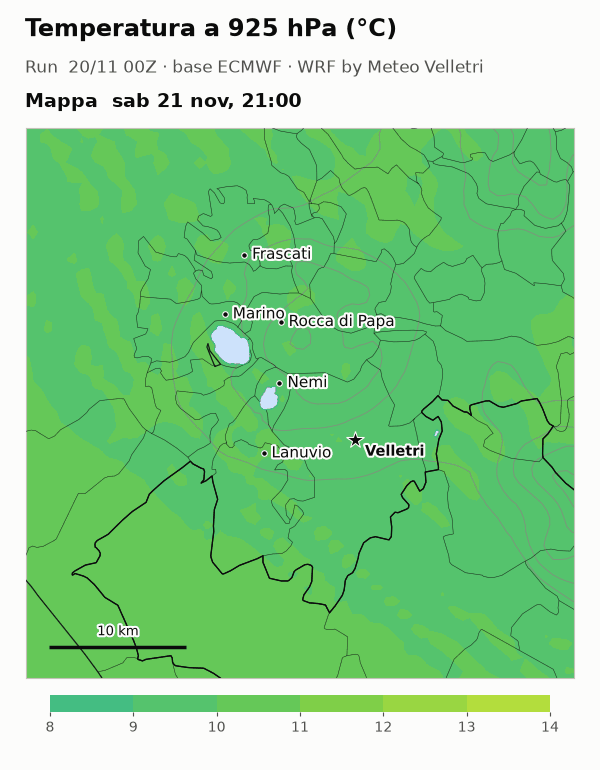 Temperatura a 925 hPa (°C)
Run  20/11 00Z · base ECMWF · WRF by Meteo Velletri
Mappa  sab 21 nov, 21:00
Frascati
Marino
Rocca di Papa
Nemi
Velletri
Lanuvio
10 km
8 9 10 11 12 13 14